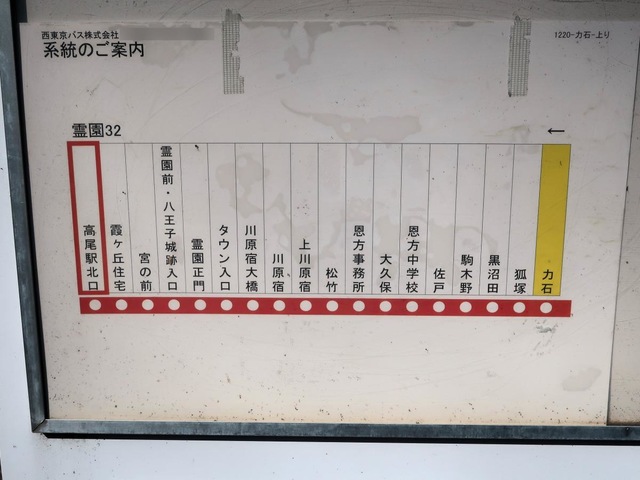 西東京バス株式会社
系統のご案内
1220-力石-上り
霊園32
←
高尾駅北口
霞ヶ丘住宅
宮の前
霊園前・八王子城跡入口
霊園正門
タウン入口
川原宿大橋
川原宿
上川原宿
松竹
恩方事務所
大久保
恩方中学校
佐戸
駒木野
黒沼田
狐塚
力石